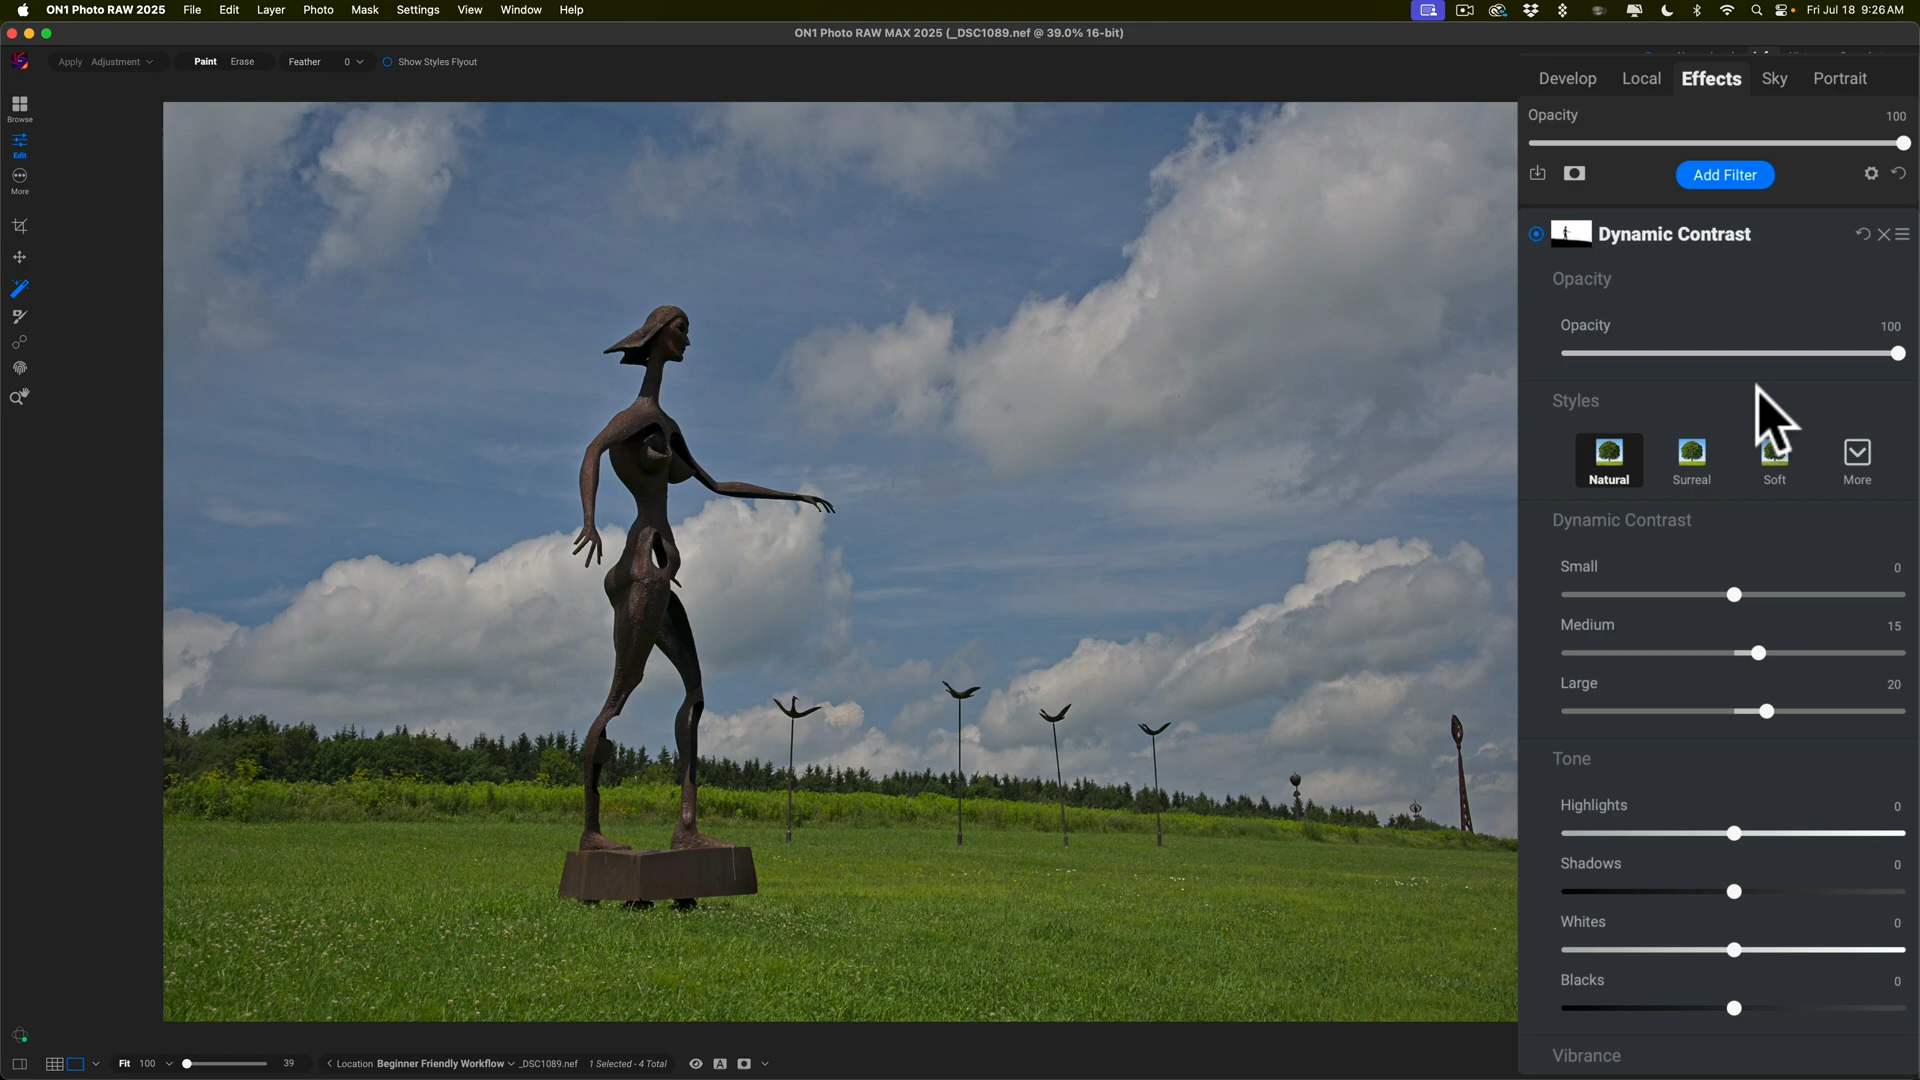 ON1 Photo RAW 2025 File Edit Layer Photo Mask Settings View Window Help Fri Jul 18 9:26 AM
ON1 Photo RAW MAX 2025 (_DSC1089.nef @ 39.0% 16-bit)
Apply Adjustment Paint Erase Feather 0 Show Styles Flyout
Browse
Edit
More
Develop Local Effects Sky Portrait
Opacity 100
Add Filter
Dynamic Contrast
Opacity
Opacity 100
Styles
Natural Surreal Soft More
Dynamic Contrast
Small 0
Medium 15
Large 20
Tone
Highlights 0
Shadows 0
Whites 0
Blacks 0
Vibrance
Fit 100 39 Location Beginner Friendly Workflow _DSC1089.nef 1 Selected - 4 Total A